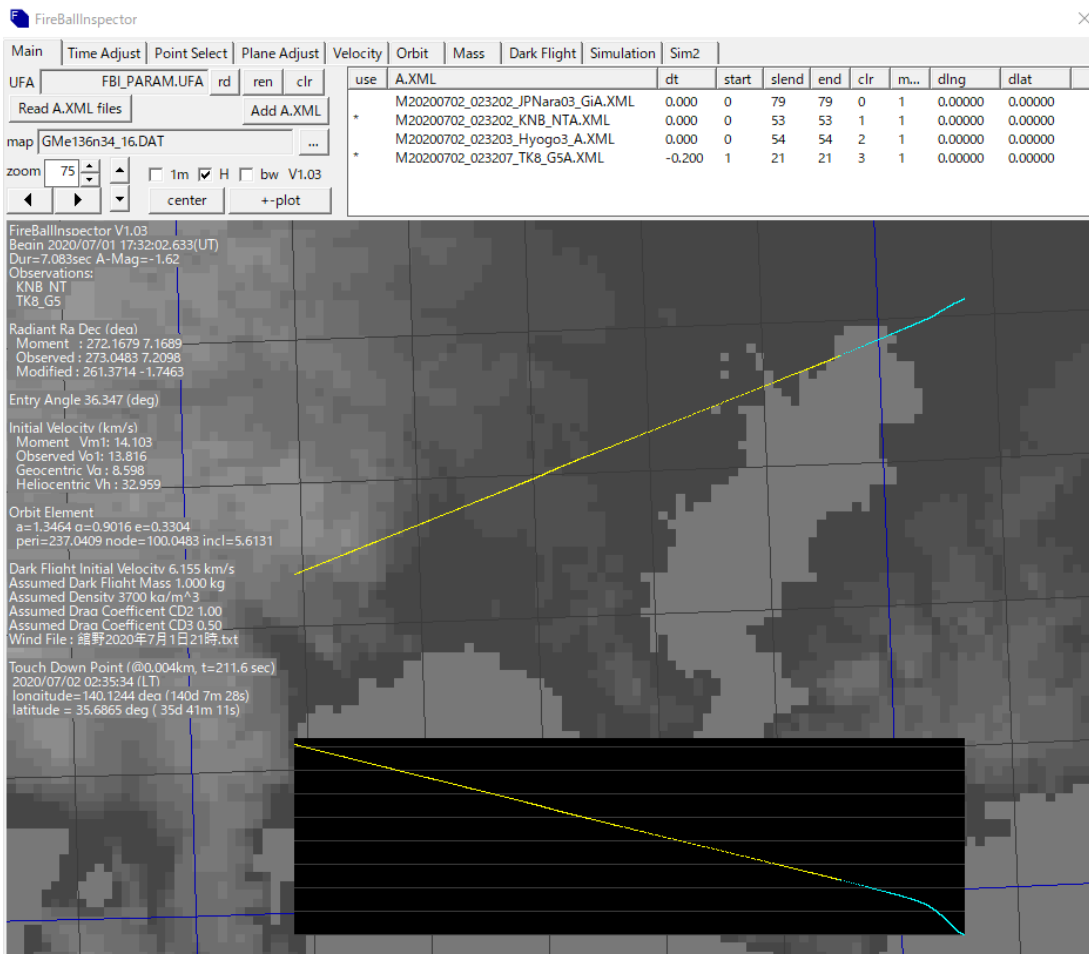 FireBallInspector
Main Time Adjust Point Select Plane Adjust Velocity Orbit Mass Dark Flight Simulation Sim2
UFA FBI_PARAM.UFA rd ren clr
Read A.XML files Add A.XML
map GMe136n34_16.DAT ...
zoom 75 1m H bw V1.03
center +-plot
use A.XML dt start slend end clr m... dlng dlat
M20200702_023202_JPNara03_GiA.XML 0.000 0 79 79 0 1 0.00000 0.00000
* M20200702_023202_KNB_NTA.XML 0.000 0 53 53 1 1 0.00000 0.00000
M20200702_023203_Hyogo3_A.XML 0.000 0 54 54 2 1 0.00000 0.00000
* M20200702_023207_TK8_G5A.XML -0.200 1 21 21 3 1 0.00000 0.00000
FireBallInspector V1.03
Begin 2020/07/01 17:32:02.633(UT)
Dur=7.083sec A-Mag=-1.62
Observations:
KNB_NT
TK8_G5
Radiant Ra Dec (deg)
Moment : 272.1679 7.1689
Observed : 273.0483 7.2098
Modified : 261.3714 -1.7463
Entry Angle 36.347 (deg)
Initial Velocity (km/s)
Moment Vm1: 14.103
Observed Vo1: 13.816
Geocentric Vg : 8.598
Heliocentric Vh : 32.959
Orbit Element
a=1.3464 q=0.9016 e=0.3304
peri=237.0409 node=100.0483 incl=5.6131
Dark Flight Initial Velocity 6.155 km/s
Assumed Dark Flight Mass 1.000 kg
Assumed Density 3700 kg/m^3
Assumed Drag Coefficent CD2 1.00
Assumed Drag Coefficent CD3 0.50
Wind File : 館野2020年7月1日21時.txt
Touch Down Point (@0.004km, t=211.6 sec)
2020/07/02 02:35:34 (LT)
longitude=140.1244 deg (140d 7m 28s)
latitude = 35.6865 deg ( 35d 41m 11s)